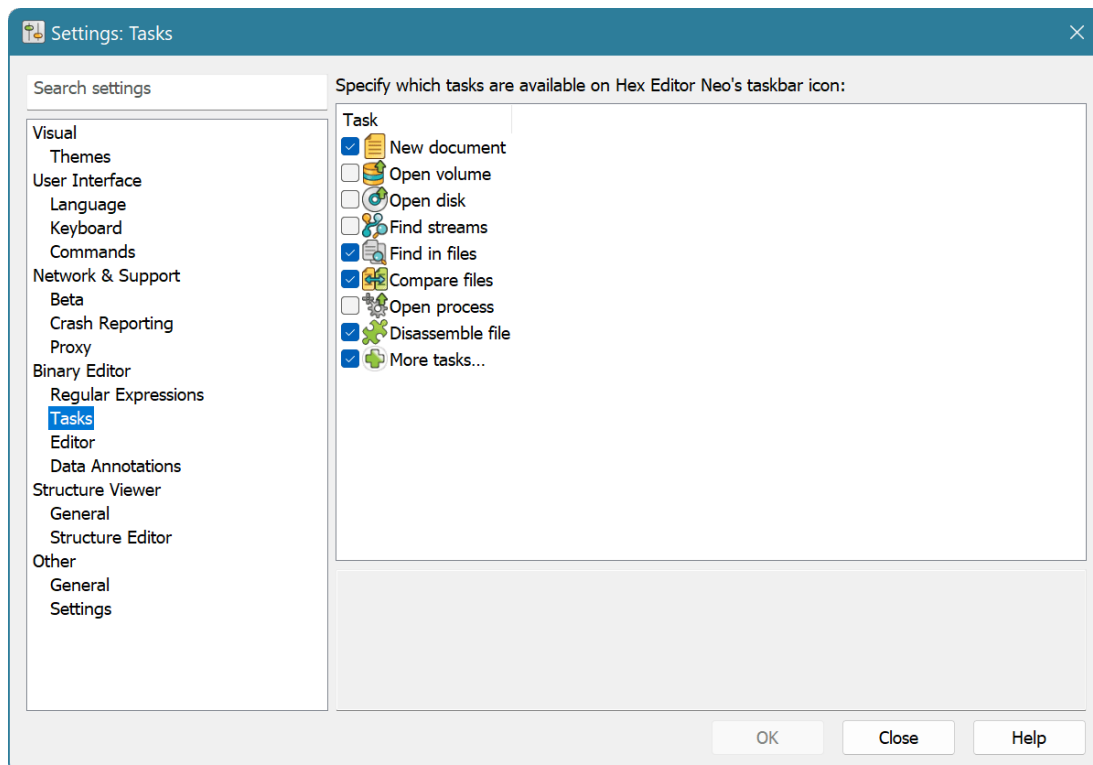 Settings: Tasks
Search settings
Visual
Themes
User Interface
Language
Keyboard
Commands
Network & Support
Beta
Crash Reporting
Proxy
Binary Editor
Regular Expressions
Tasks
Editor
Data Annotations
Structure Viewer
General
Structure Editor
Other
General
Settings
Specify which tasks are available on Hex Editor Neo's taskbar icon:
Task
New document
Open volume
Open disk
Find streams
Find in files
Compare files
Open process
Disassemble file
More tasks...
OK
Close
Help